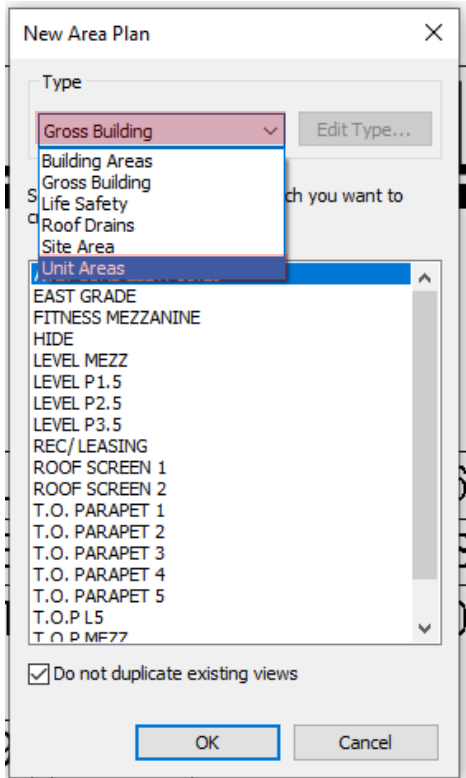 New Area Plan
Type
Gross Building
Edit Type...
Building Areas
Gross Building
Life Safety
Roof Drains
Site Area
Unit Areas
ch you want to
EAST GRADE
FITNESS MEZZANINE
HIDE
LEVEL MEZZ
LEVEL P1.5
LEVEL P2.5
LEVEL P3.5
REC/LEASING
ROOF SCREEN 1
ROOF SCREEN 2
T.O. PARAPET 1
T.O. PARAPET 2
T.O. PARAPET 3
T.O. PARAPET 4
T.O. PARAPET 5
T.O.P L5
T.O.P MEZZ
Do not duplicate existing views
OK
Cancel